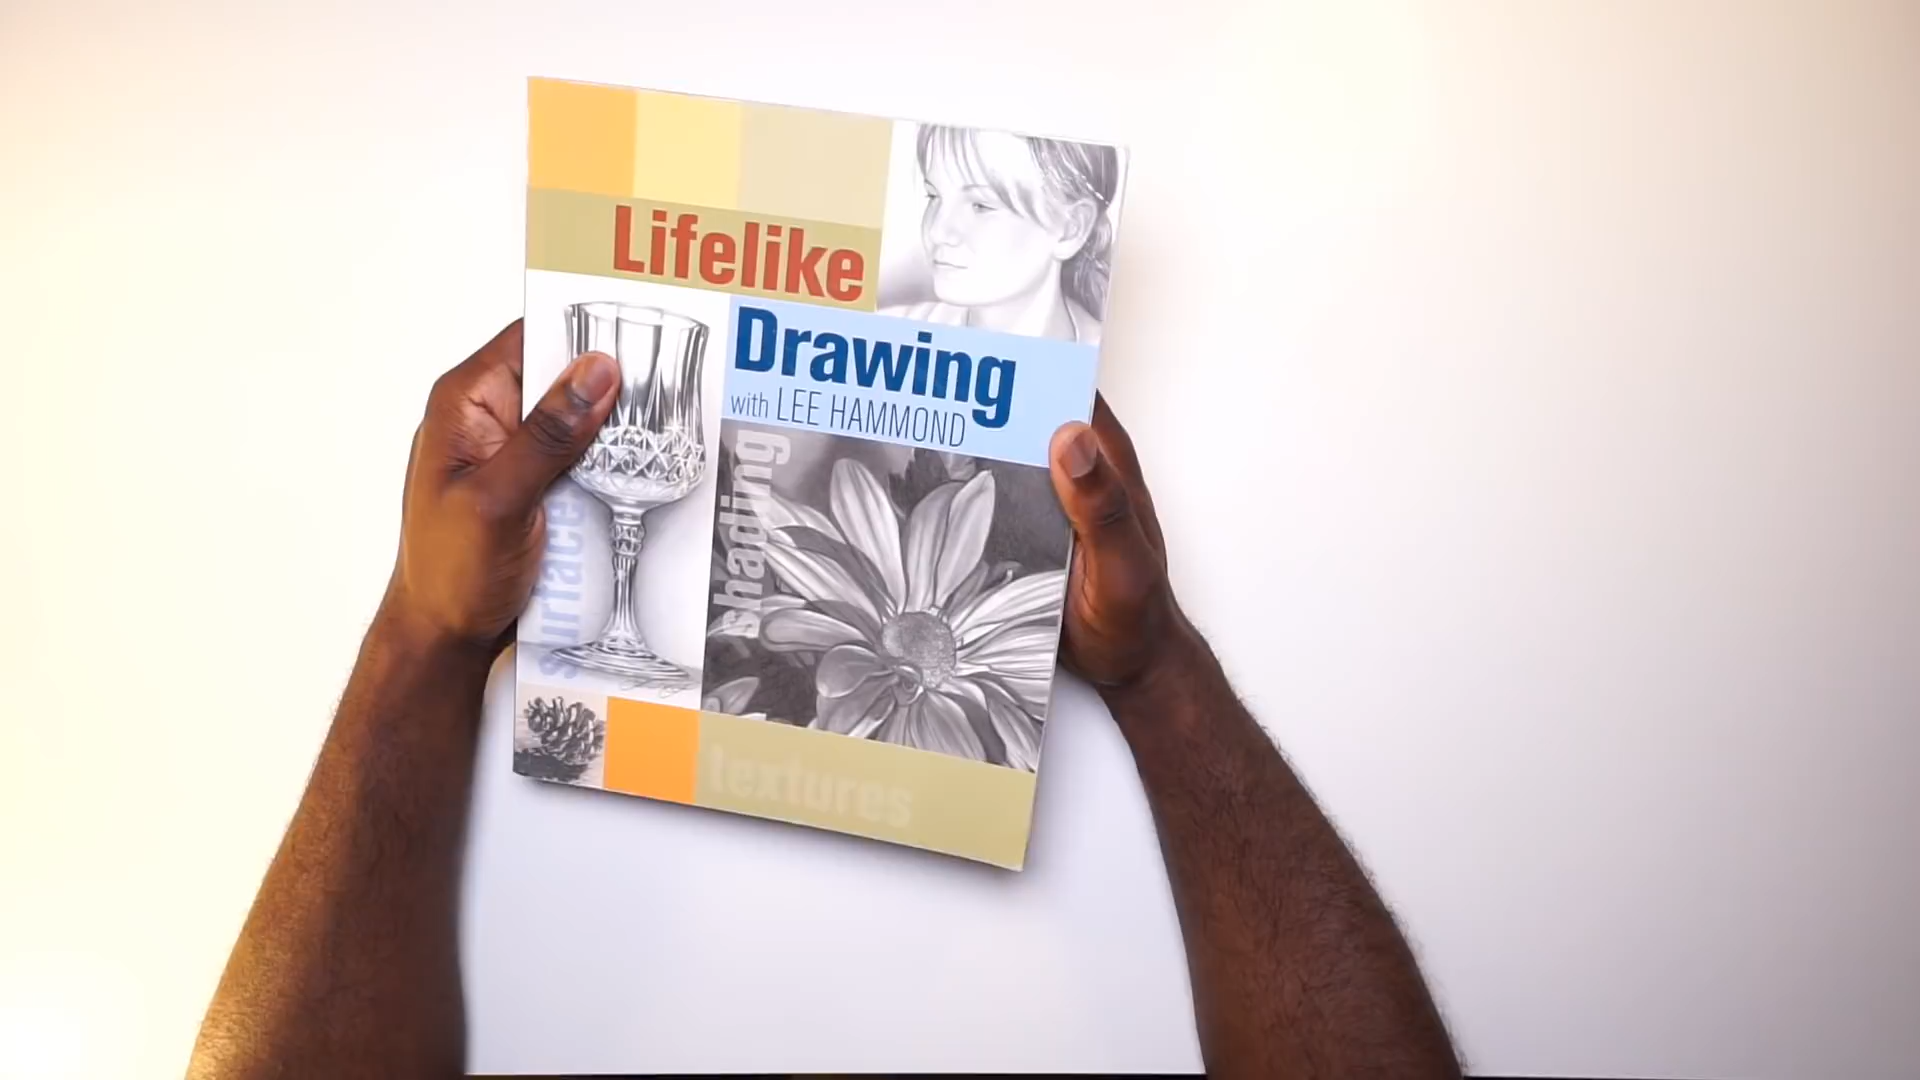 Lifelike
Drawing
with LEE HAMMOND
shading
surfaces
textures